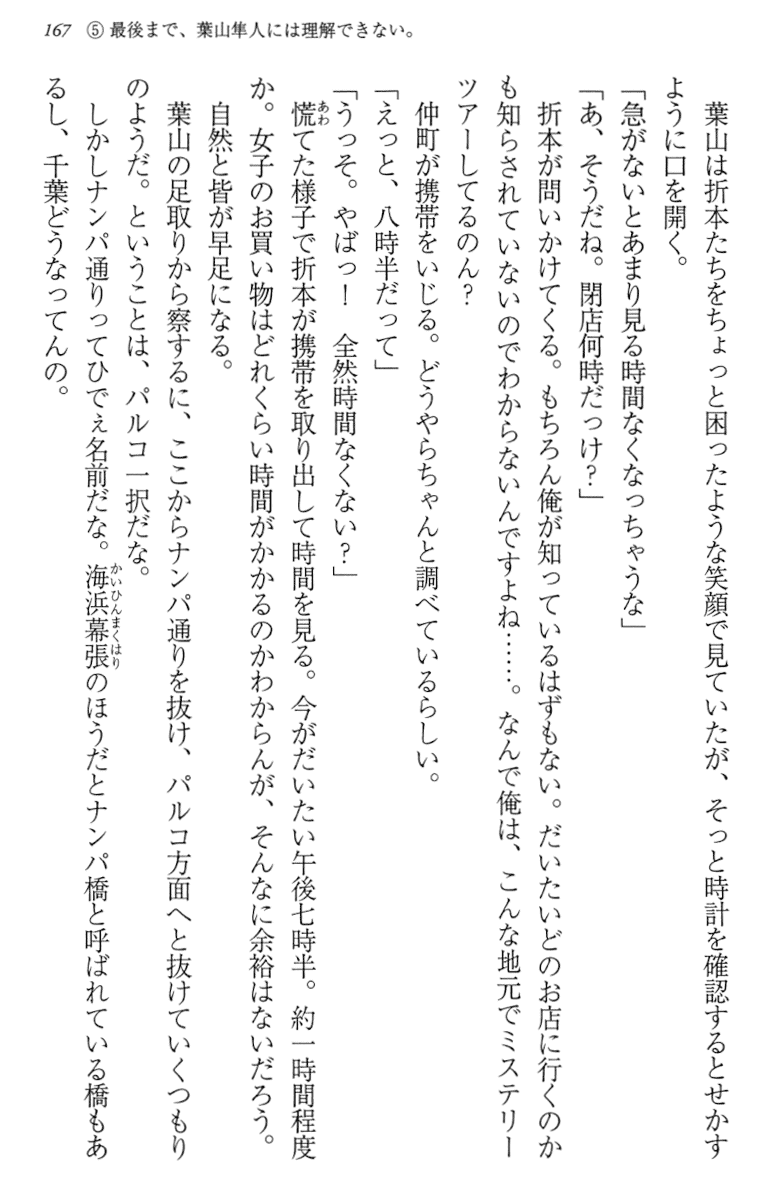 167 ⑤ 最後まで、葉山隼人には理解できない。
　葉山は折本たちをちょっと困ったような笑顔で見ていたが、そっと時計を確認するとせかす
ように口を開く。
「急がないとあまり見る時間なくなっちゃうな」
「あ、そうだね。閉店何時だっけ？」
　折本が問いかけてくる。もちろん俺が知っているはずもない。だいたいどのお店に行くのか
も知らされていないのでわからないんですよね……。なんで俺は、こんな地元でミステリー
ツアーしてるのん？
　仲町が携帯をいじる。どうやらちゃんと調べているらしい。
「えっと、八時半だって」
「うっそ。やばっ！　全然時間なくない？」
　慌てた様子で折本が携帯を取り出して時間を見る。今がだいたい午後七時半。約一時間程度
か。女子のお買い物はどれくらい時間がかかるのかわからんが、そんなに余裕はないだろう。
　自然と皆が早足になる。
　葉山の足取りから察するに、ここからナンパ通りを抜け、パルコ方面へと抜けていくつもり
のようだ。ということは、パルコ一択だな。
　しかしナンパ通りってひでぇ名前だな。海浜幕張のほうだとナンパ橋と呼ばれている橋もあ
るし、千葉どうなってんの。
あわ
かいひんまくはり